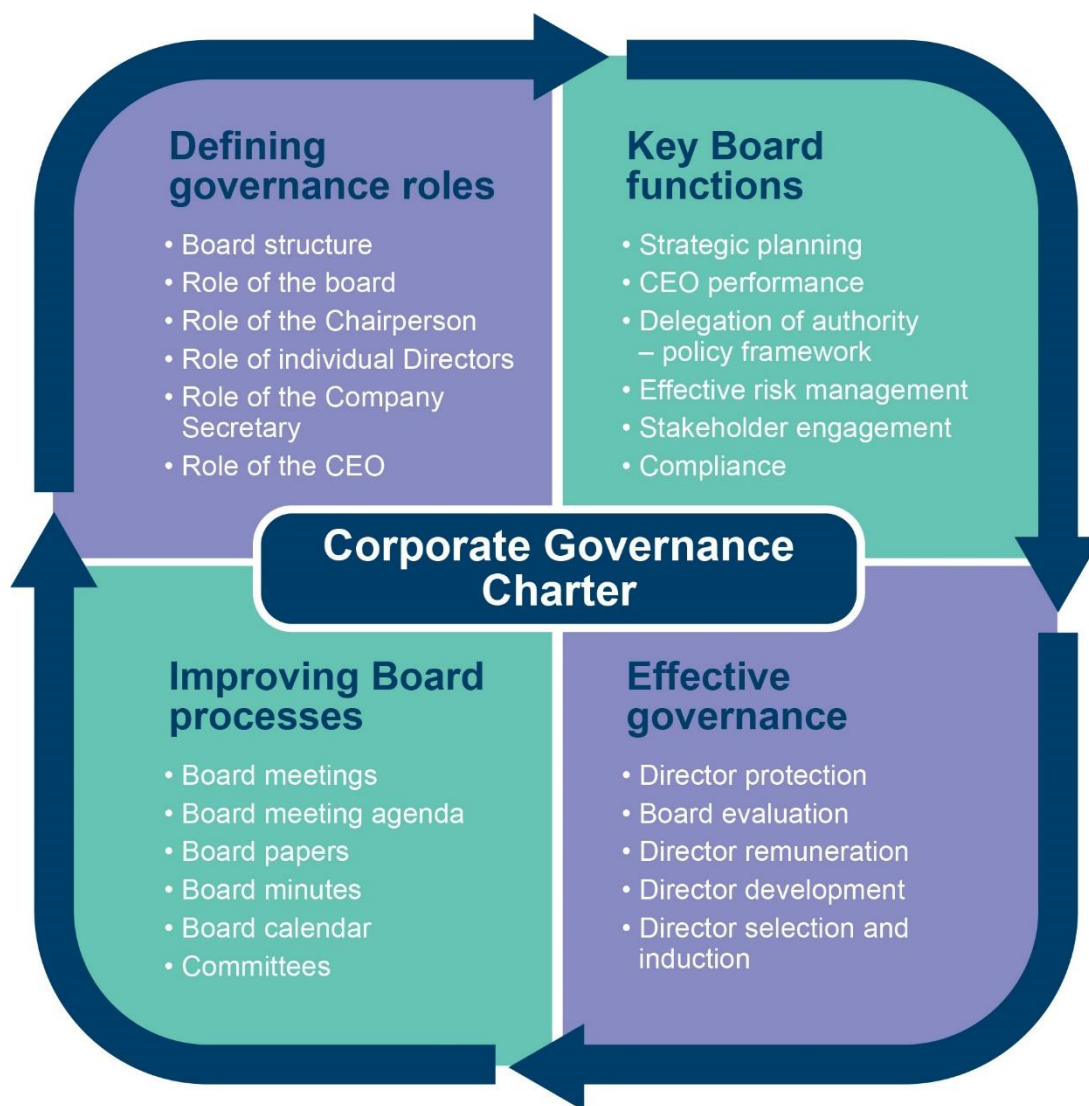 Defining
governance roles
• Board structure
• Role of the board
• Role of the Chairperson
• Role of individual Directors
• Role of the Company
Secretary
• Role of the CEO
Key Board
functions
• Strategic planning
• CEO performance
• Delegation of authority
– policy framework
• Effective risk management
• Stakeholder engagement
• Compliance
Corporate Governance
Charter
Improving Board
processes
• Board meetings
• Board meeting agenda
• Board papers
• Board minutes
• Board calendar
• Committees
Effective
governance
• Director protection
• Board evaluation
• Director remuneration
• Director development
• Director selection and
induction